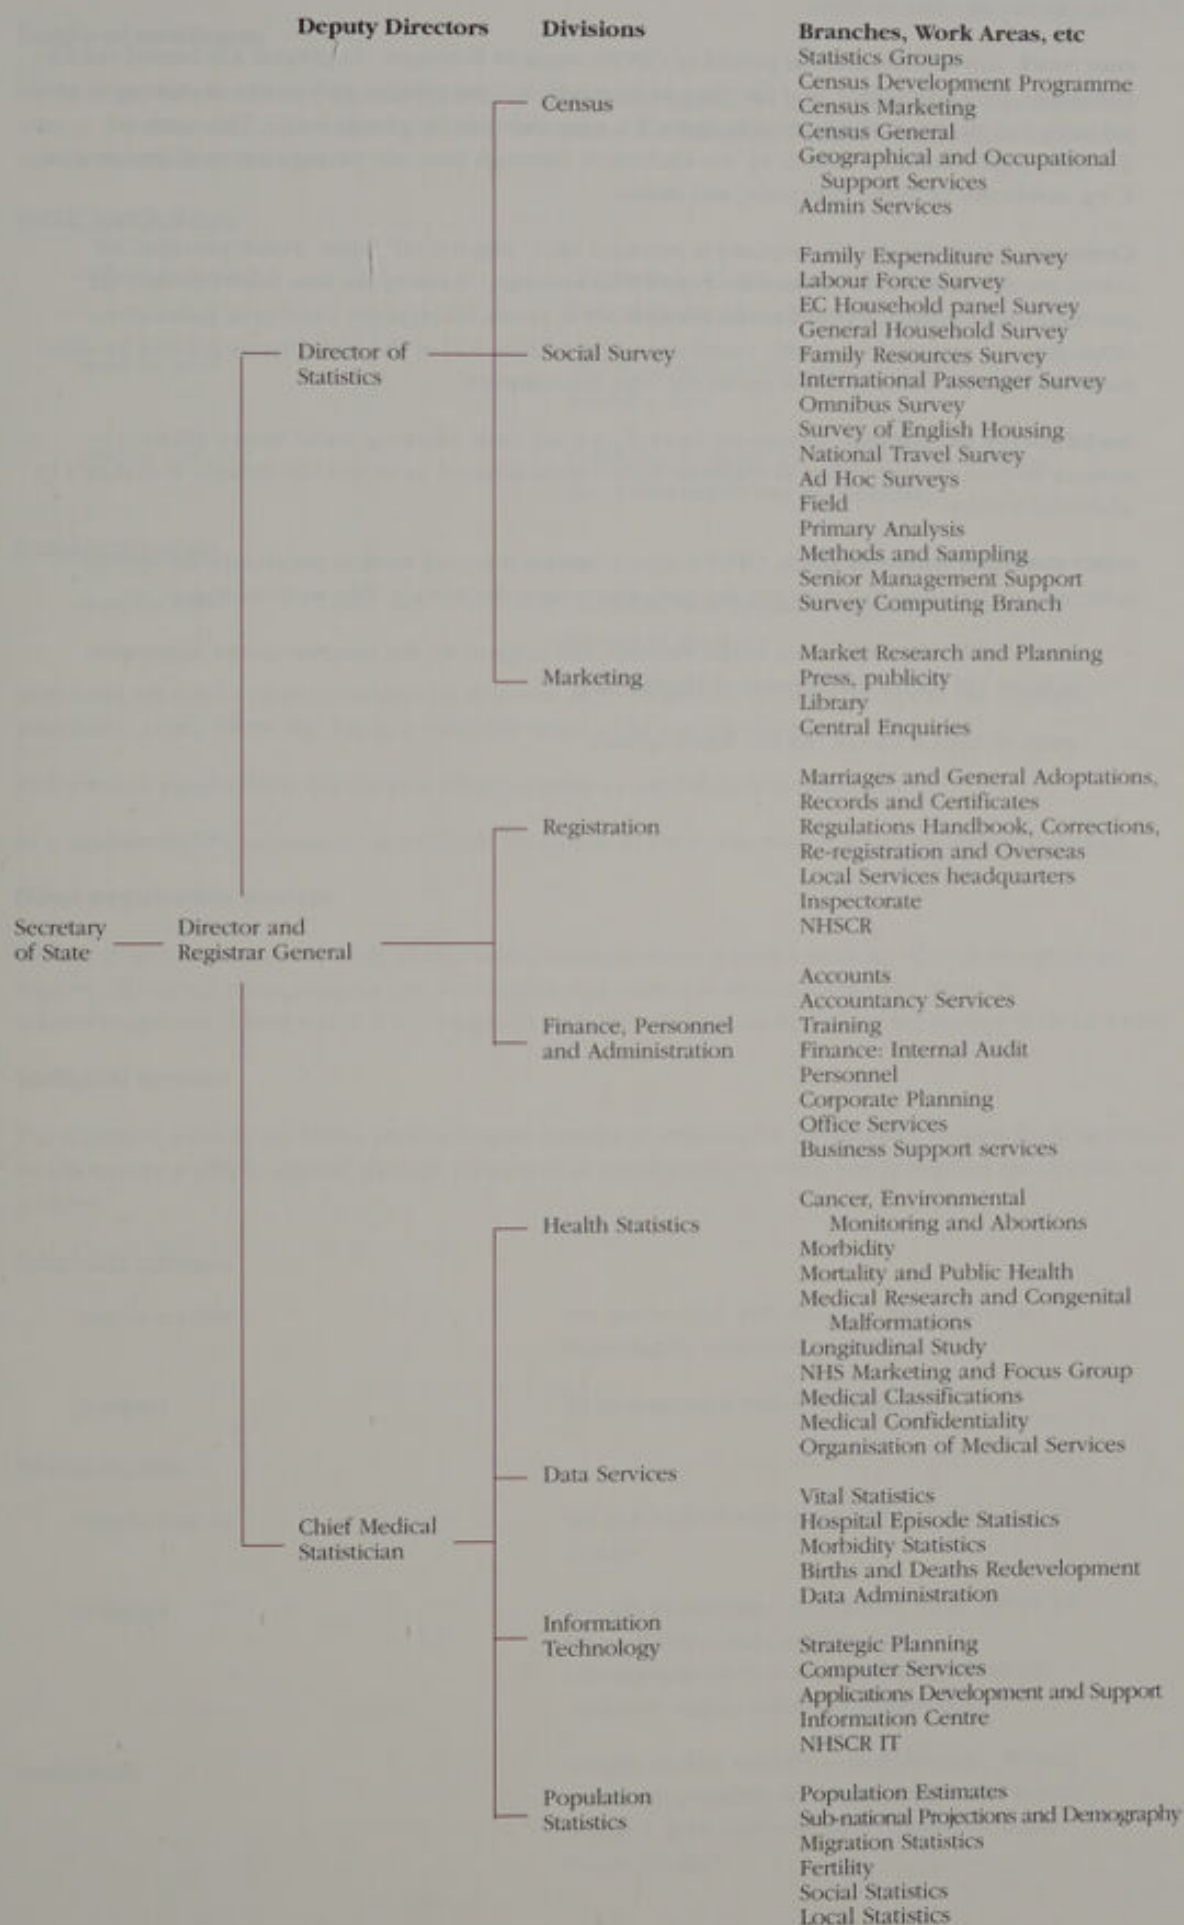 Deputy Directors
Divisions
Branches, Work Areas, etc
Census
Statistics Groups
Census Development Programme
Census Marketing
Census General
Geographical and Occupational
Support Services
Admin Services
Director of
Statistics
Social Survey
Family Expenditure Survey
Labour Force Survey
EC Household panel Survey
General Household Survey
Family Resources Survey
International Passenger Survey
Omnibus Survey
Survey of English Housing
National Travel Survey
Ad Hoc Surveys
Field
Primary Analysis
Methods and Sampling
Senior Management Support
Survey Computing Branch
Marketing
Market Research and Planning
Press, publicity
Library
Central Enquiries
Registration
Marriages and General Adoptations,
Records and Certificates
Regulations Handbook, Corrections,
Re-registration and Overseas
Local Services headquarters
Inspectorate
NHSCR
Secretary
of State
Director and
Registrar General
Finance, Personnel
and Administration
Accounts
Accountancy Services
Training
Finance: Internal Audit
Personnel
Corporate Planning
Office Services
Business Support services
Health Statistics
Cancer, Environmental
Monitoring and Abortions
Morbidity
Mortality and Public Health
Medical Research and Congenital
Malformations
Longitudinal Study
NHS Marketing and Focus Group
Medical Classifications
Medical Confidentiality
Organisation of Medical Services
Data Services
Vital Statistics
Hospital Episode Statistics
Morbidity Statistics
Births and Deaths Redevelopment
Data Administration
Chief Medical
Statistician
Information
Technology
Strategic Planning
Computer Services
Applications Development and Support
Information Centre
NHSCR IT
Population
Statistics
Population Estimates
Sub-national Projections and Demography
Migration Statistics
Fertility
Social Statistics
Local Statistics